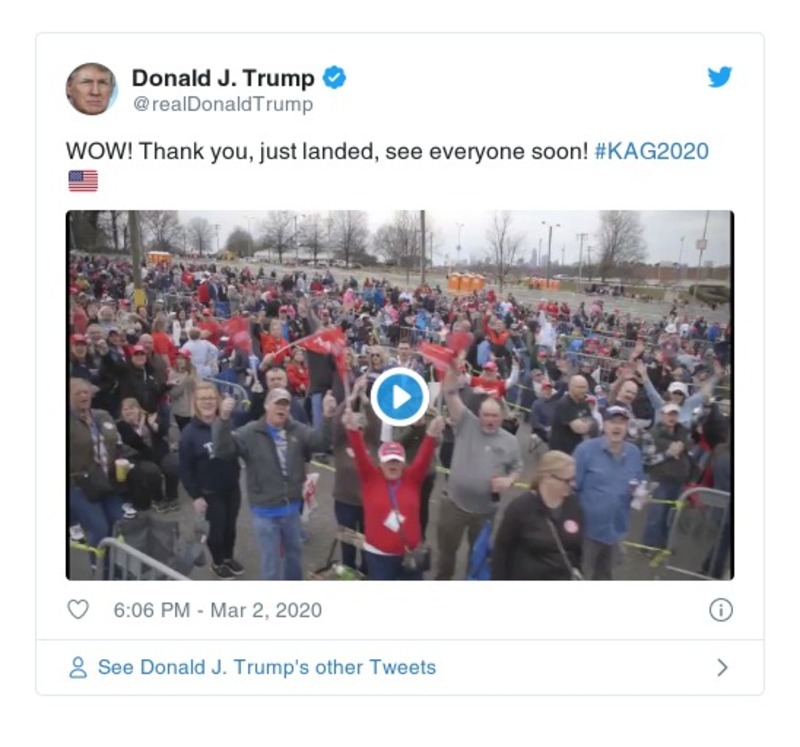 Donald J. Trump
@realDonaldTrump
WOW! Thank you, just landed, see everyone soon! #KAG2020
🇺🇸
6:06 PM - Mar 2, 2020
See Donald J. Trump's other Tweets